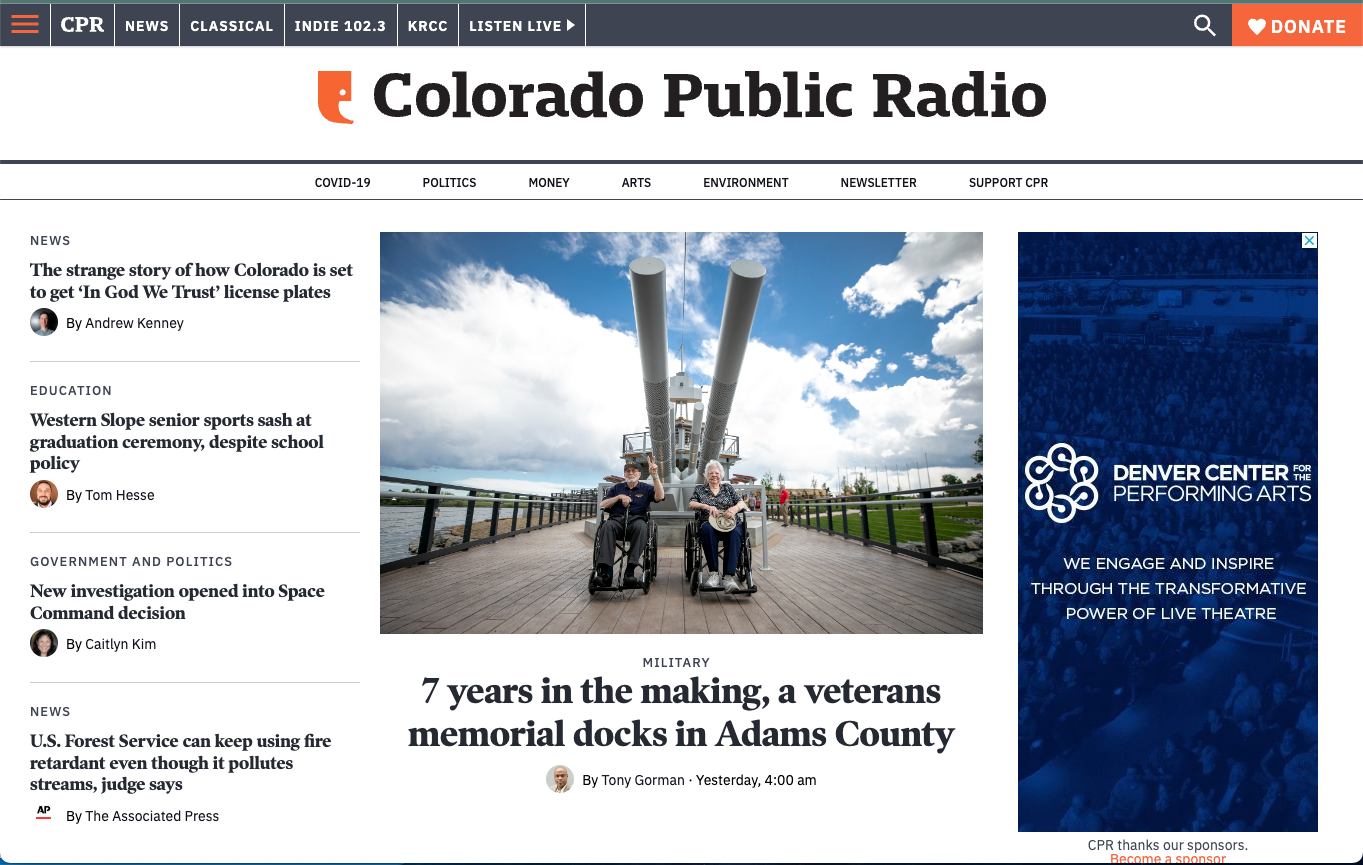 CPR
NEWS
CLASSICAL
INDIE 102.3
KRCC
LISTEN LIVE
DONATE
Colorado Public Radio
COVID-19
POLITICS
MONEY
ARTS
ENVIRONMENT
NEWSLETTER
SUPPORT CPR
NEWS
The strange story of how Colorado is set
to get ‘In God We Trust’ license plates
By Andrew Kenney
EDUCATION
Western Slope senior sports sash at
graduation ceremony, despite school
policy
By Tom Hesse
GOVERNMENT AND POLITICS
New investigation opened into Space
Command decision
By Caitlyn Kim
NEWS
U.S. Forest Service can keep using fire
retardant even though it pollutes
streams, judge says
AP
By The Associated Press
MILITARY
7 years in the making, a veterans
memorial docks in Adams County
By Tony Gorman · Yesterday, 4:00 am
DENVER CENTER FOR THE
PERFORMING ARTS
WE ENGAGE AND INSPIRE
THROUGH THE TRANSFORMATIVE
POWER OF LIVE THEATRE
CPR thanks our sponsors.
Become a sponsor